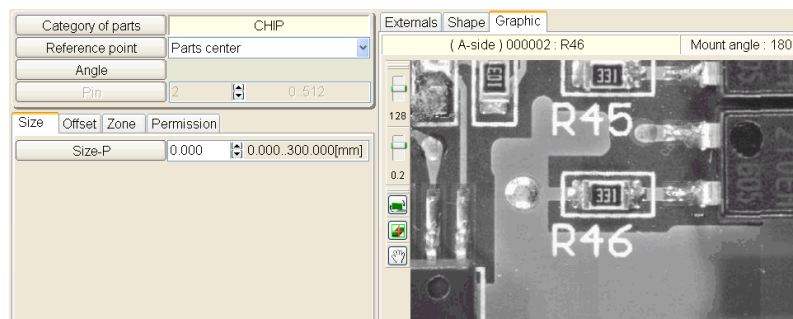 Category of parts CHIP
Reference point Parts center
Angle
Pin 2 0 512
Size Offset Zone Permission
Size-P 0.000 0.000..300.000[mm]
Externals Shape Graphic
( A-side ) 000002 : R46 Mount angle : 180
128
0.2
103
331
R45
331
R46